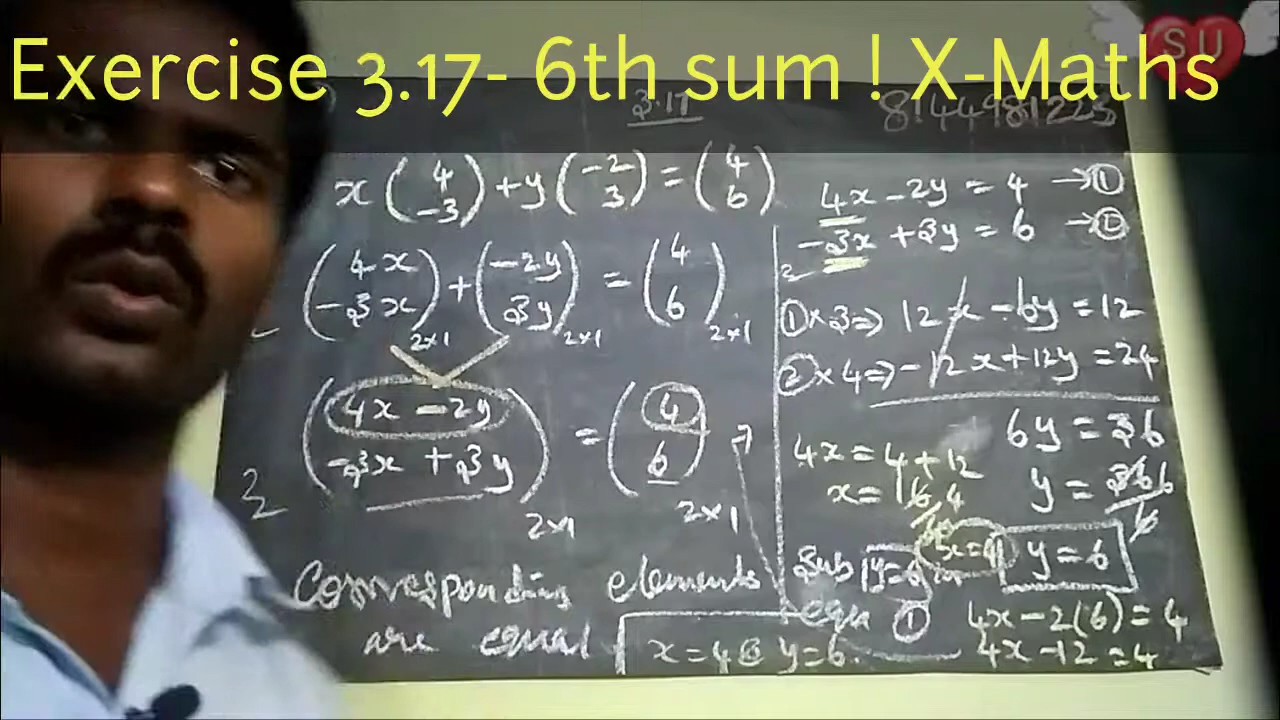 Exercise 3.17- 6th sum ! X-Maths
SU
3.17
8144981225
x(4 -3) + y(-2 3) = (4 6)
(4x -3x)2×1 + (-2y 3y)2×1 = (4 6)2×1
(4x - 2y -3x + 3y)2×1 = (4 6)2×1
Corresponding elements
are equal
x=4 & y=6.
4x - 2y = 4 → ①
-3x + 3y = 6 → ②
①×3⇒ 12x - 6y = 12
②×4⇒ -12x + 12y = 24
6y = 36
y = 36/6
y = 6
Sub y=6 in
equ ①
4x - 2(6) = 4
4x - 12 = 4
4x = 4 + 12
x = 16/4
x=4